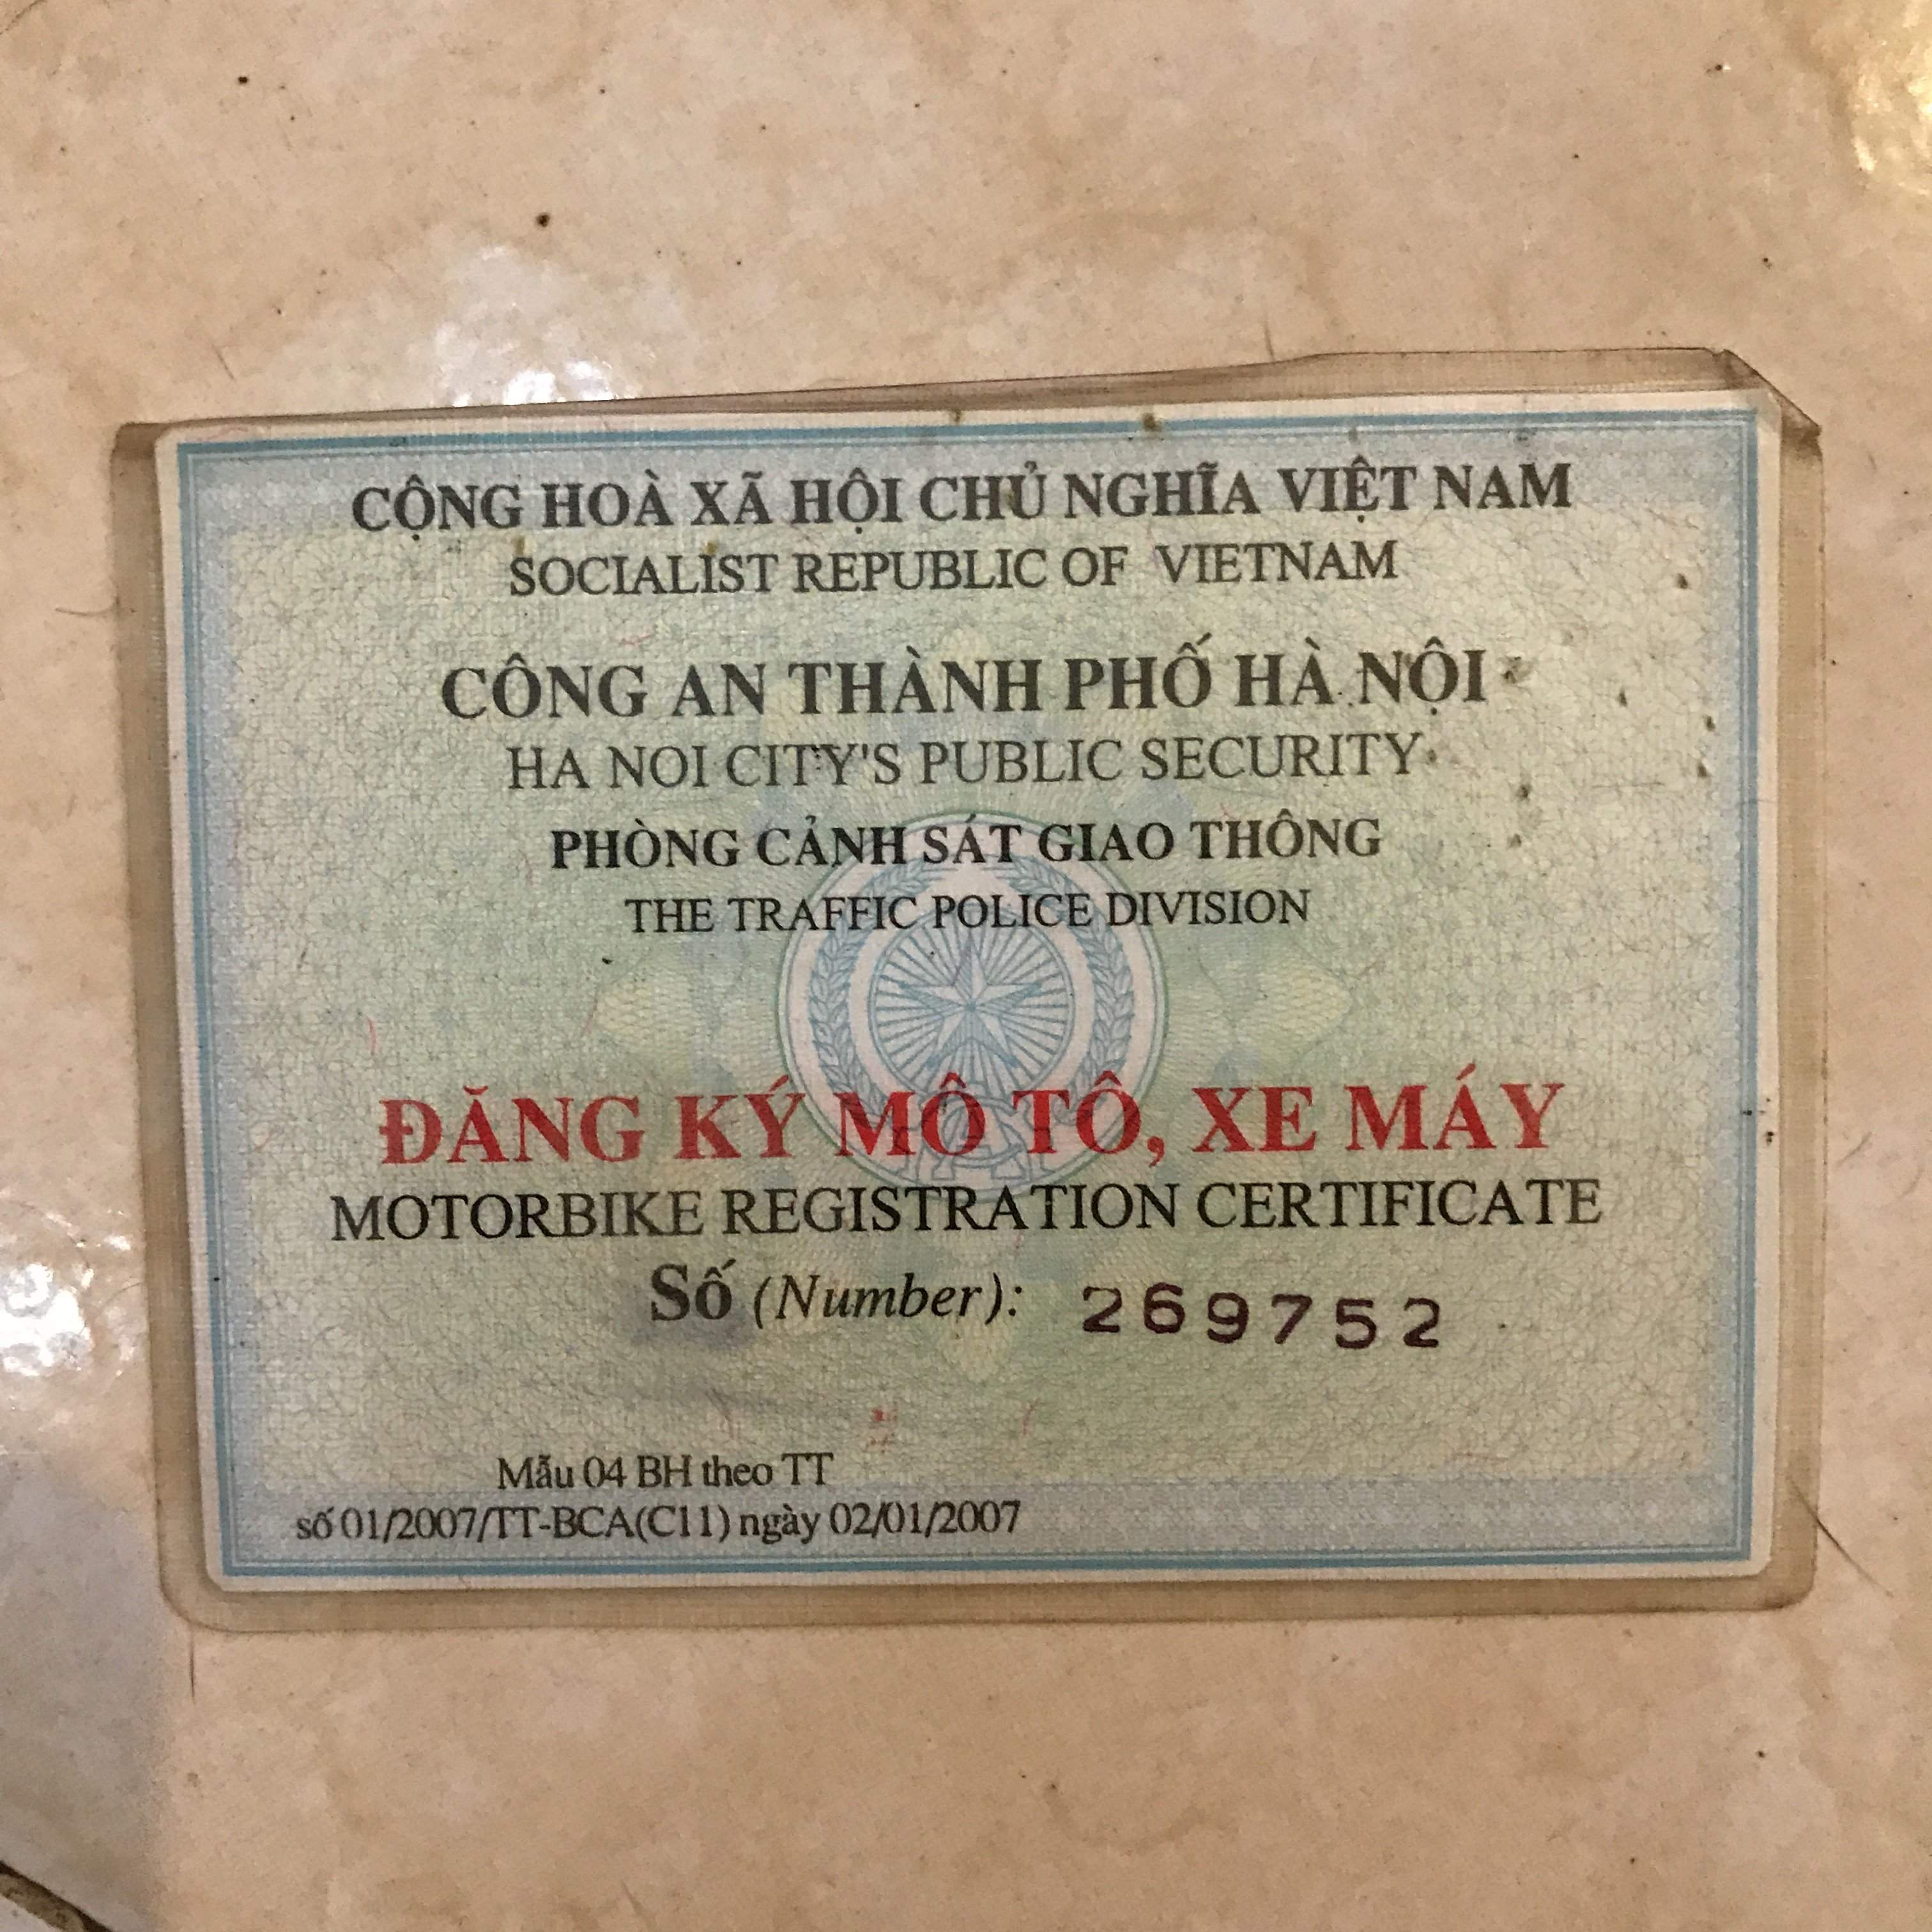 CỘNG HOÀ XÃ HỘI CHỦ NGHĨA VIỆT NAM
SOCIALIST REPUBLIC OF VIETNAM
CÔNG AN THÀNH PHỐ HÀ NỘI
HA NOI CITY'S PUBLIC SECURITY
PHÒNG CẢNH SÁT GIAO THÔNG
THE TRAFFIC POLICE DIVISION
ĐĂNG KÝ MÔ TÔ, XE MÁY
MOTORBIKE REGISTRATION CERTIFICATE
Số (Number): 269752
Mẫu 04 BH theo TT
số 01/2007/TT-BCA(C11) ngày 02/01/2007